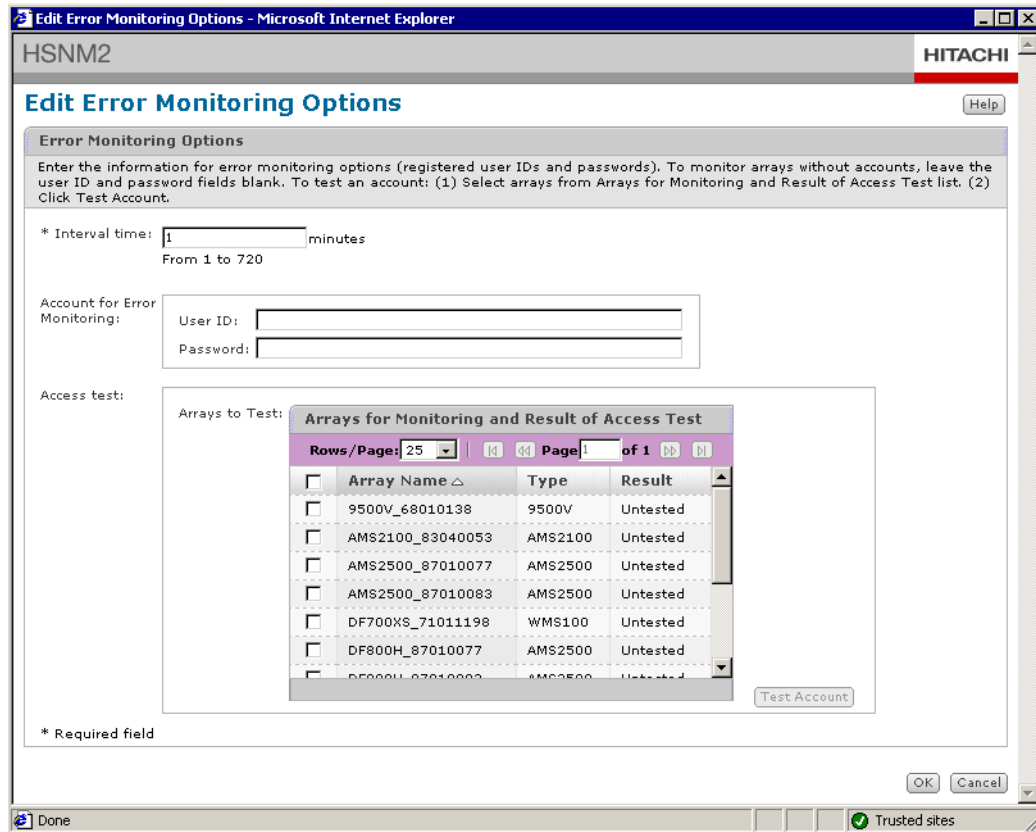 Edit Error Monitoring Options - Microsoft Internet Explorer
HSNM2
HITACHI
Edit Error Monitoring Options
Help
Error Monitoring Options
Enter the information for error monitoring options (registered user IDs and passwords). To monitor arrays without accounts, leave the
user ID and password fields blank. To test an account: (1) Select arrays from Arrays for Monitoring and Result of Access Test list. (2)
Click Test Account.
* Interval time: 1 minutes
From 1 to 720
Account for Error
Monitoring:
User ID:
Password:
Access test:
Arrays to Test:
Arrays for Monitoring and Result of Access Test
Rows/Page: 25 Page 1 of 1
Array Name Type Result
9500V_68010138 9500V Untested
AMS2100_83040053 AMS2100 Untested
AMS2500_87010077 AMS2500 Untested
AMS2500_87010083 AMS2500 Untested
DF700XS_71011198 WMS100 Untested
DF800H_87010077 AMS2500 Untested
AMS2500 Untested
Test Account
* Required field
OK Cancel
Done
Trusted sites